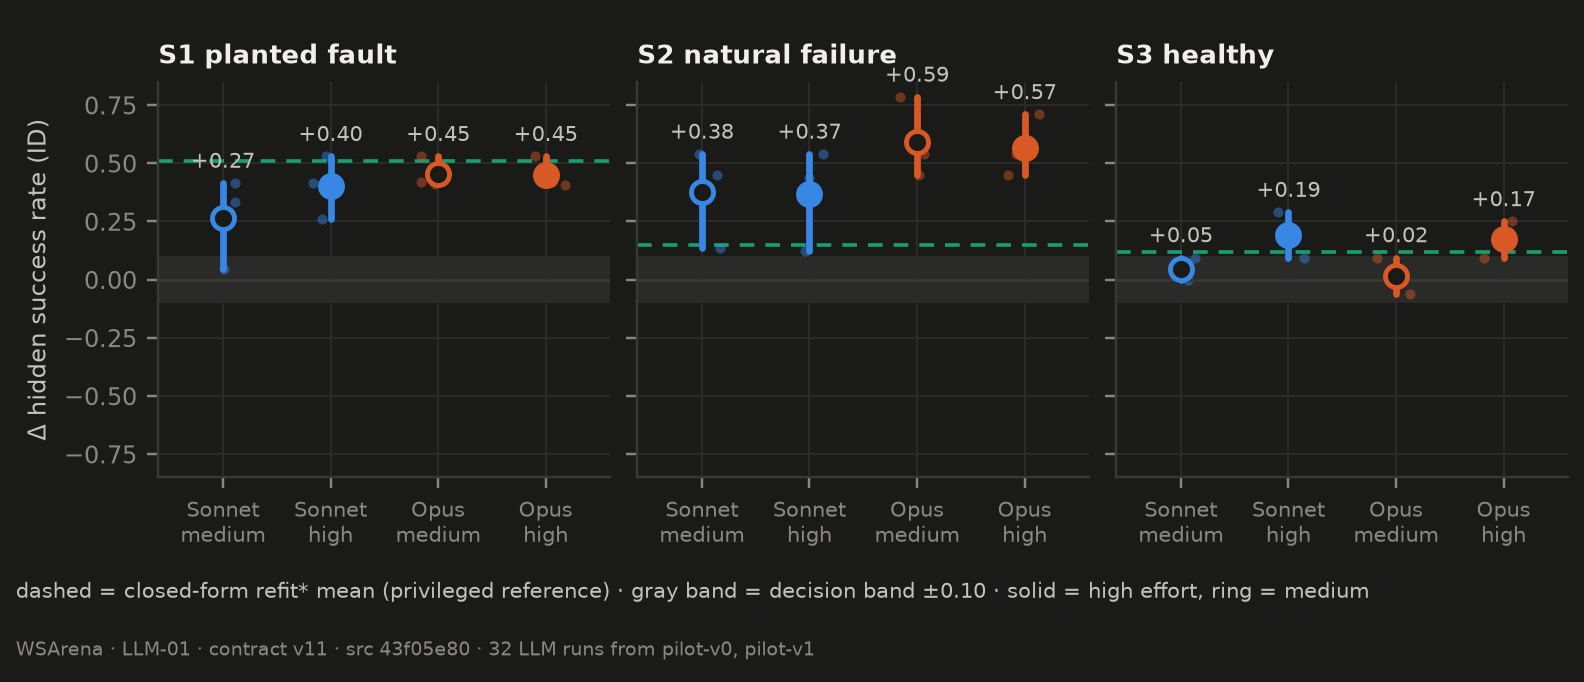 S1 planted fault
S2 natural failure
S3 healthy
Δ hidden success rate (ID)
0.75
0.50
0.25
0.00
−0.25
−0.50
−0.75
+0.27
+0.40
+0.45
+0.45
+0.38
+0.37
+0.59
+0.57
+0.05
+0.19
+0.02
+0.17
Sonnet
medium
Sonnet
high
Opus
medium
Opus
high
Sonnet
medium
Sonnet
high
Opus
medium
Opus
high
Sonnet
medium
Sonnet
high
Opus
medium
Opus
high
dashed = closed-form refit* mean (privileged reference) · gray band = decision band ±0.10 · solid = high effort, ring = medium
WSArena · LLM-01 · contract v11 · src 43f05e80 · 32 LLM runs from pilot-v0, pilot-v1